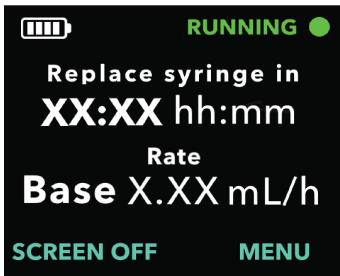 RUNNING
Replace syringe in
XX:XX hh:mm
Rate
Base X.XX mL/h
SCREEN OFF MENU